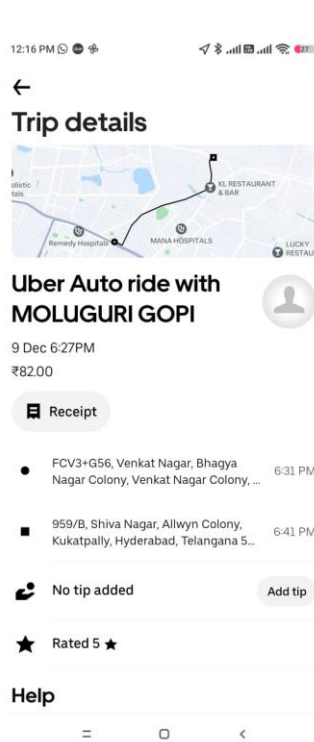 12:16 PM
Trip details
olistic
tals
KL RESTAURANT
& BAR
Remedy Hospitals
MANA HOSPITALS
LUCKY
RESTAU
Uber Auto ride with
MOLUGURI GOPI
9 Dec 6:27PM
₹82.00
Receipt
FCV3+G56, Venkat Nagar, Bhagya
Nagar Colony, Venkat Nagar Colony, ...
6:31 PM
959/B, Shiva Nagar, Allwyn Colony,
Kukatpally, Hyderabad, Telangana 5...
6:41 PM
No tip added
Add tip
Rated 5 ★
Help